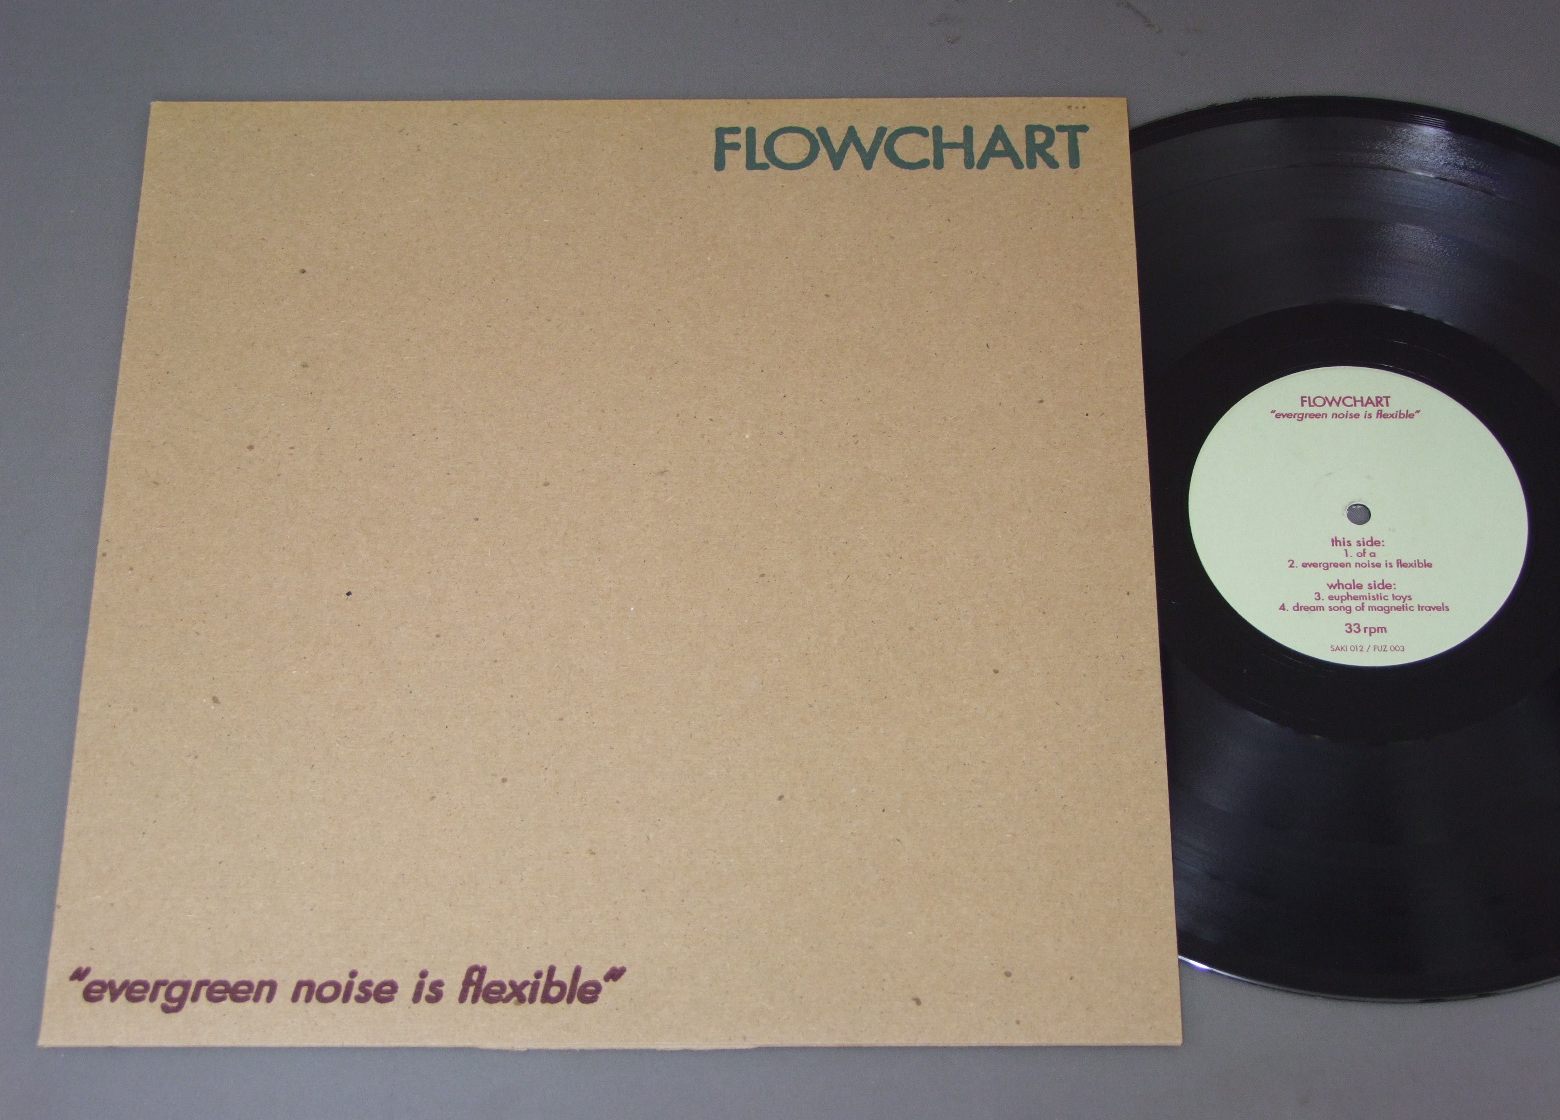 FLOWCHART
"evergreen noise is flexible"
FLOWCHART
"evergreen noise is flexible"
this side:
1. of a
2. evergreen noise is flexible
whale side:
3. euphemistic toys
4. dream song of magnetic travels
33 rpm
SAKI 012 / FUZ 003